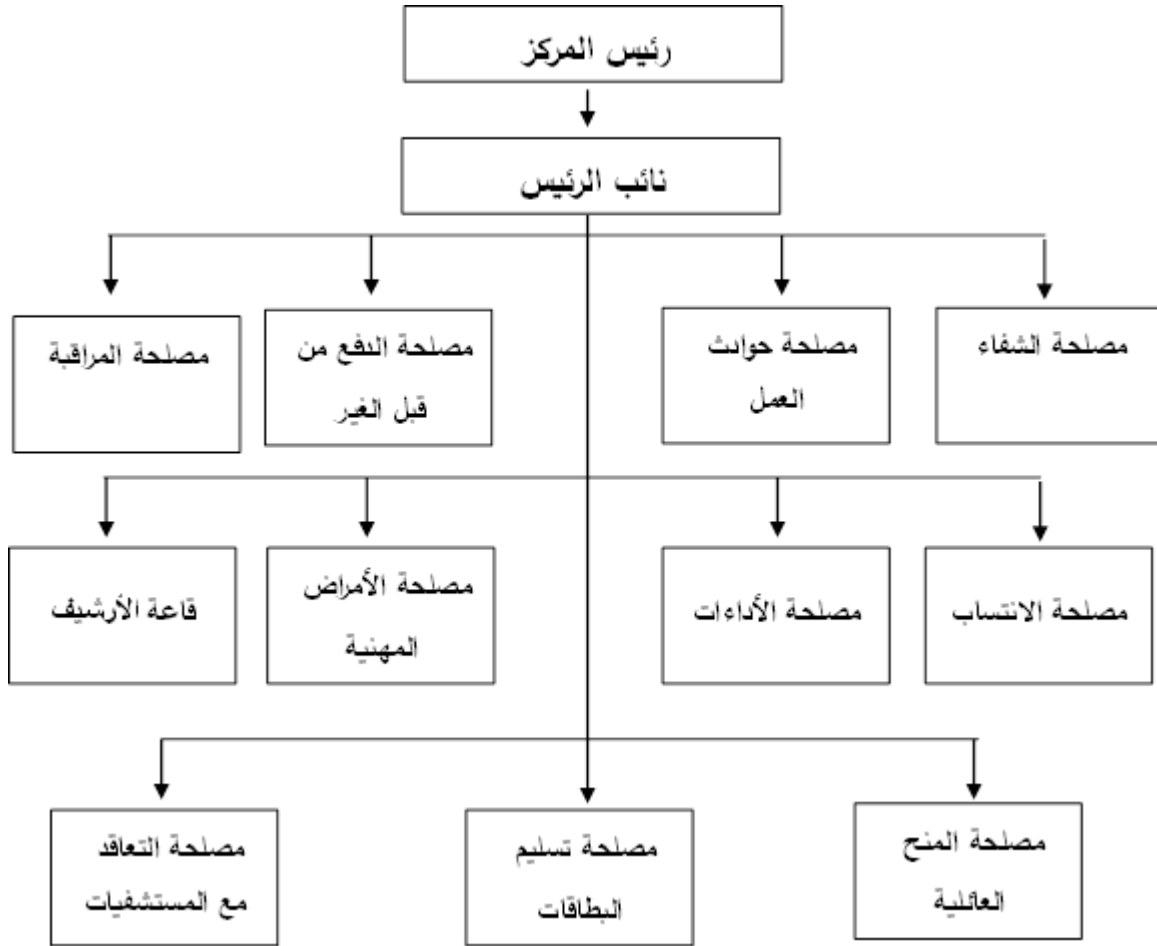 رئيس المركز
نائب الرئيس
مصلحة الشفاء
مصلحة حوادث
العمل
مصلحة الدفع من
قبل الغير
مصلحة المراقبة
مصلحة الانتساب
مصلحة الأداءات
مصلحة الأمراض
المهنية
قاعة الأرشيف
مصلحة المنح
العائلية
مصلحة تسليم
البطاقات
مصلحة التعاقد
مع المستشفيات